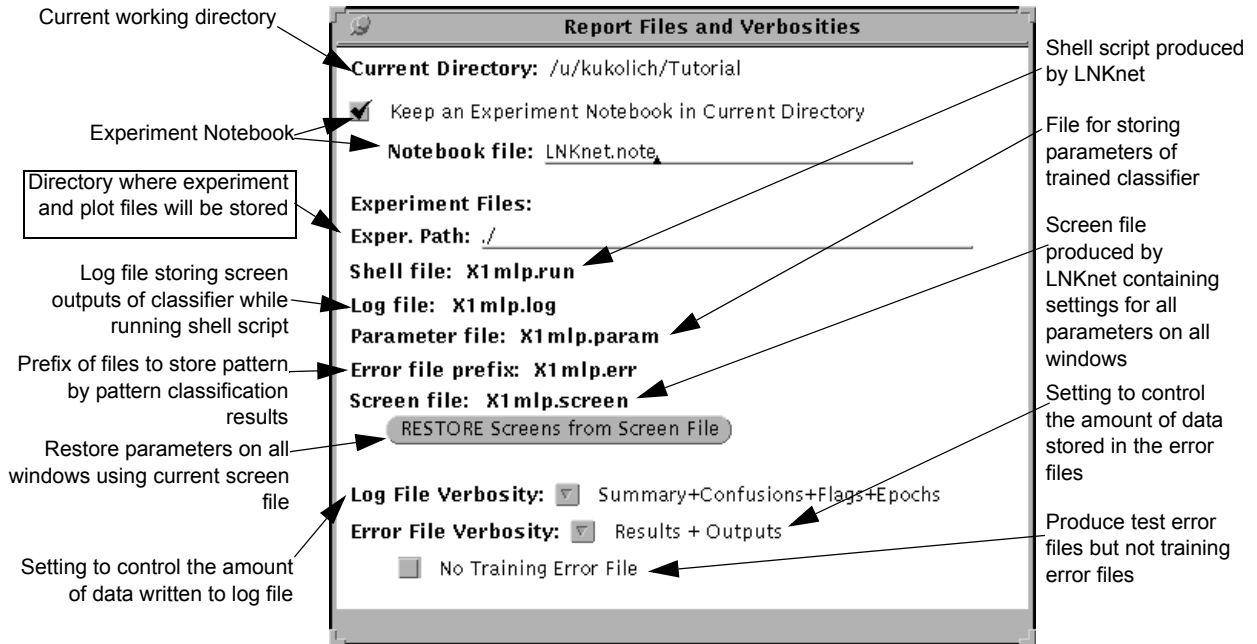 Current working directory
Experiment Notebook
Directory where experiment
and plot files will be stored
Log file storing screen
outputs of classifier while
running shell script
Prefix of files to store pattern
by pattern classification
results
Restore parameters on all
windows using current screen
file
Setting to control the amount
of data written to log file
Report Files and Verbosities
Current Directory: /u/kukolich/Tutorial
Keep an Experiment Notebook in Current Directory
Notebook file: LNKnet.note
Experiment Files:
Exper. Path: ./
Shell file: X1mlp.run
Log file: X1mlp.log
Parameter file: X1mlp.param
Error file prefix: X1mlp.err
Screen file: X1mlp.screen
RESTORE Screens from Screen File
Log File Verbosity: Summary+Confusions+Flags+Epochs
Error File Verbosity: Results + Outputs
No Training Error File
Shell script produced
by LNKnet
File for storing
parameters of
trained classifier
Screen file
produced by
LNKnet containing
settings for all
parameters on all
windows
Setting to control
the amount of data
stored in the error
files
Produce test error
files but not training
error files